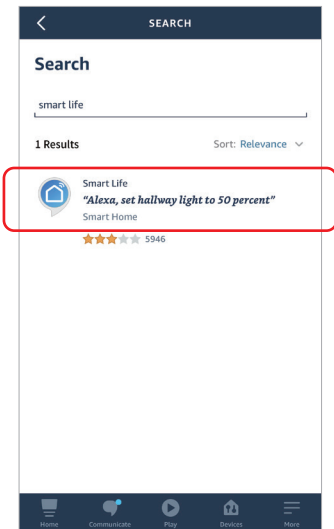 SEARCH
Search
smart life
1 Results Sort: Relevance
Smart Life
“Alexa, set hallway light to 50 percent”
Smart Home
5946
Home Communicate Play Devices More